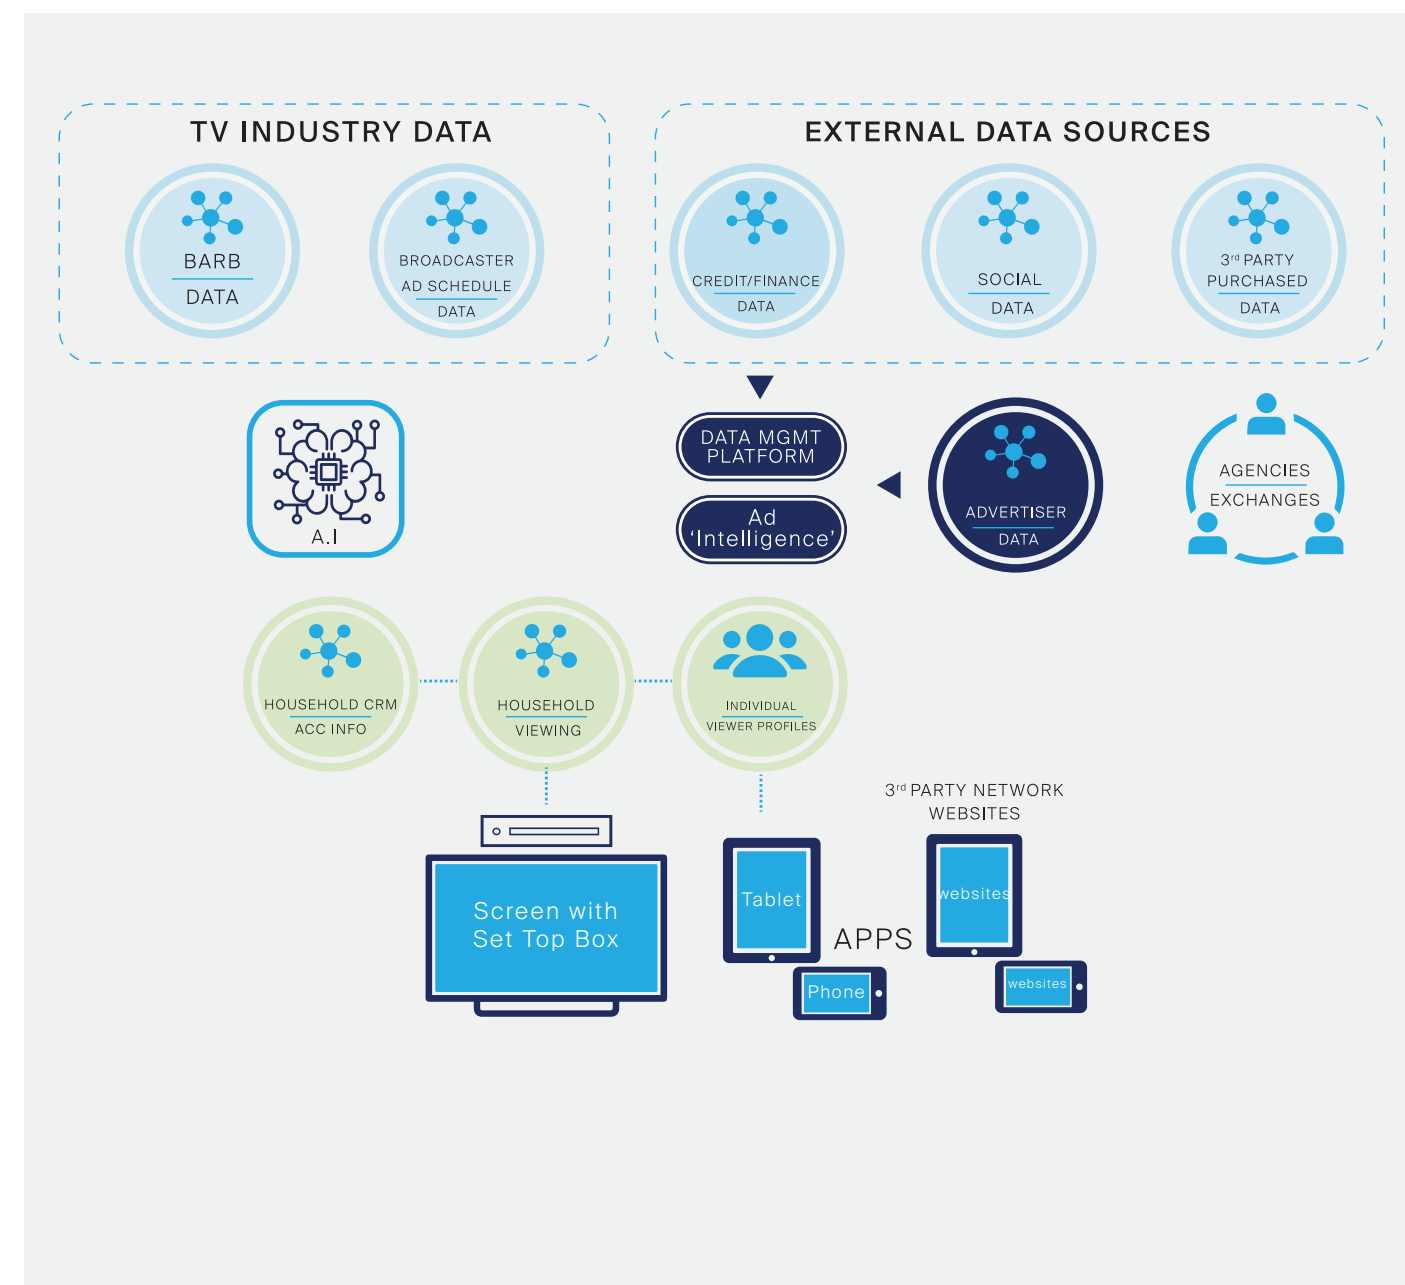 TV INDUSTRY DATA
EXTERNAL DATA SOURCES
BARB
DATA
BROADCASTER
AD SCHEDULE
DATA
CREDIT/FINANCE
DATA
SOCIAL
DATA
3rd PARTY
PURCHASED
DATA
A.I
DATA MGMT
PLATFORM
Ad
'Intelligence'
ADVERTISER
DATA
AGENCIES
EXCHANGES
HOUSEHOLD CRM
ACC INFO
HOUSEHOLD
VIEWING
INDIVIDUAL
VIEWER PROFILES
3rd PARTY NETWORK
WEBSITES
Screen with
Set Top Box
Tablet
APPS
Phone
websites
websites